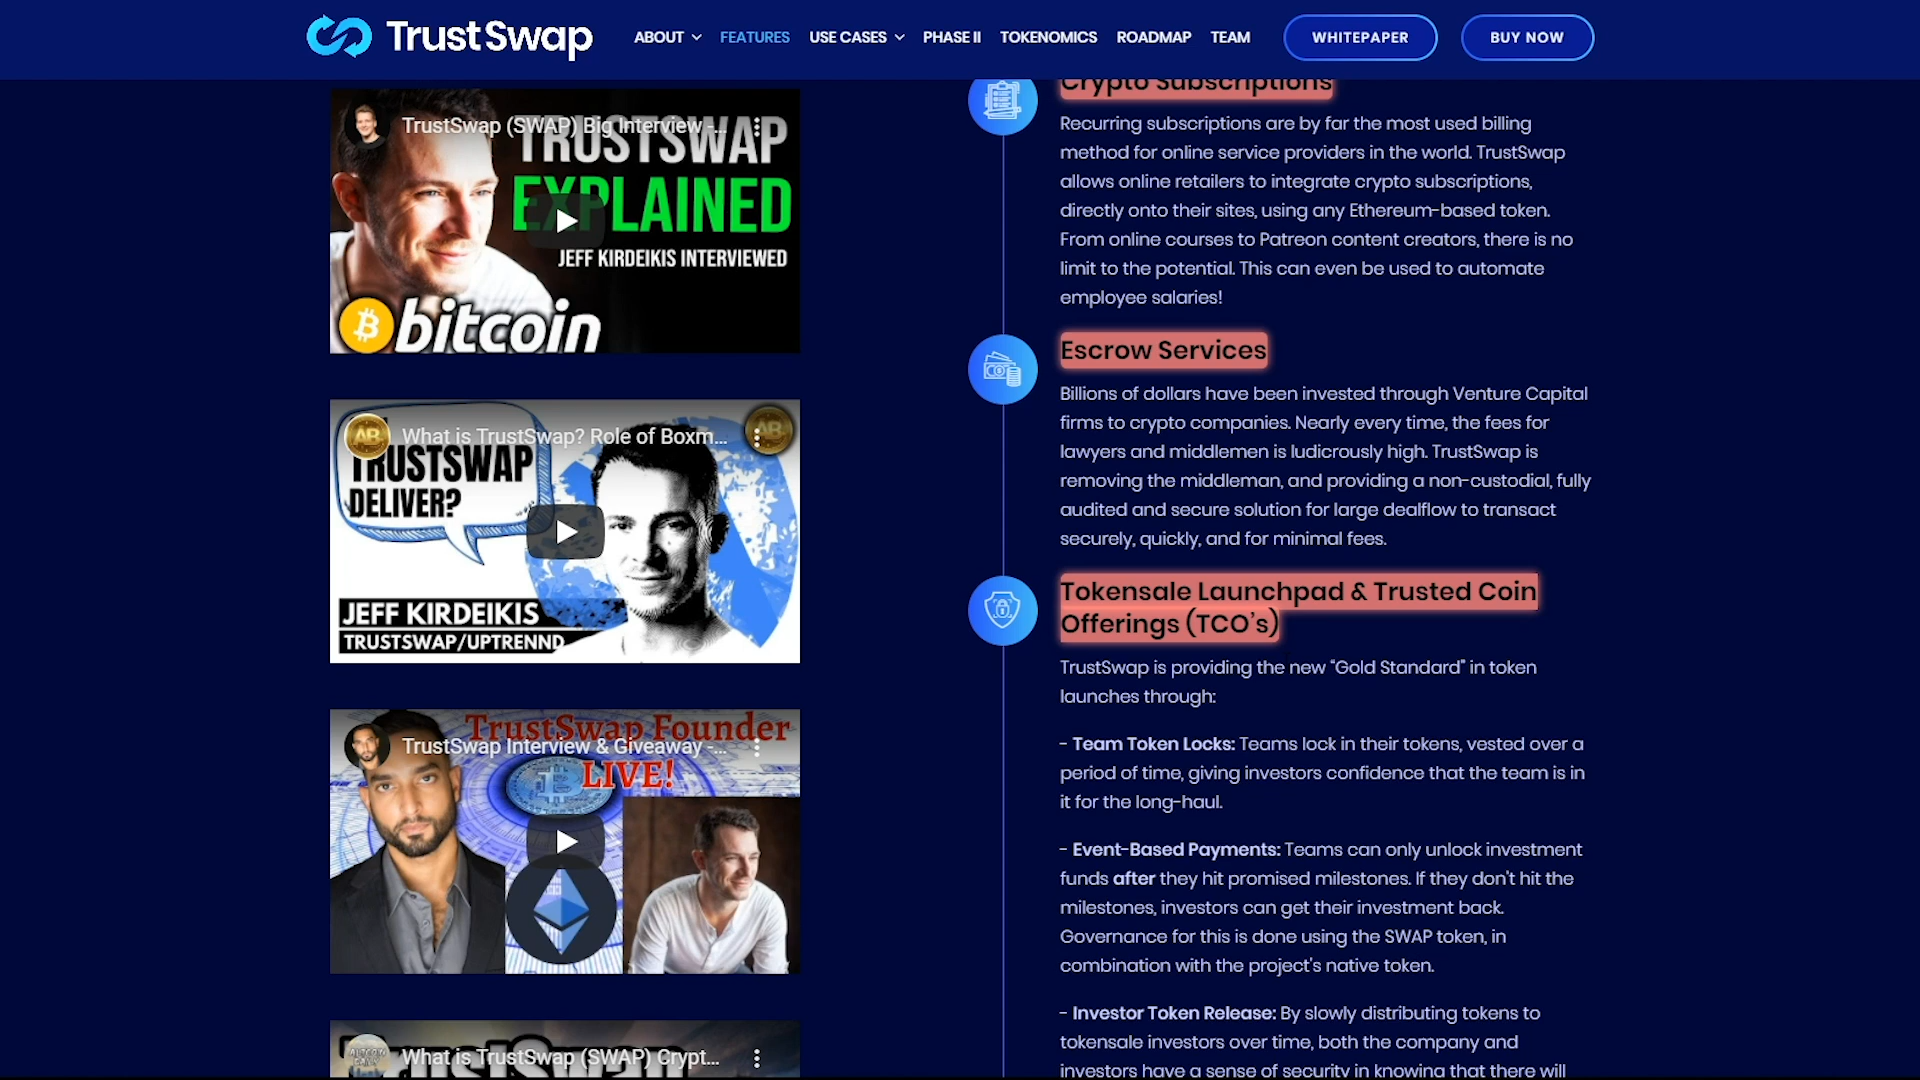 TrustSwap
ABOUT
FEATURES
USE CASES
PHASE II
TOKENOMICS
ROADMAP
TEAM
WHITEPAPER
BUY NOW
TrustSwap (SWAP) Big Interview -...
TRUSTSWAP
EXPLAINED
JEFF KIRDEIKIS INTERVIEWED
bitcoin
What is TrustSwap? Role of Boxm...
TRUSTSWAP
DELIVER?
JEFF KIRDEIKIS
TRUSTSWAP/UPTRENND
TrustSwap Founder
TrustSwap Interview & Giveaway -...
LIVE!
What is TrustSwap (SWAP) Crypt...
TrustSwap
Crypto Subscriptions
Recurring subscriptions are by far the most used billing
method for online service providers in the world. TrustSwap
allows online retailers to integrate crypto subscriptions,
directly onto their sites, using any Ethereum-based token.
From online courses to Patreon content creators, there is no
limit to the potential. This can even be used to automate
employee salaries!
Escrow Services
Billions of dollars have been invested through Venture Capital
firms to crypto companies. Nearly every time, the fees for
lawyers and middlemen is ludicrously high. TrustSwap is
removing the middleman, and providing a non-custodial, fully
audited and secure solution for large dealflow to transact
securely, quickly, and for minimal fees.
Tokensale Launchpad & Trusted Coin
Offerings (TCO's)
TrustSwap is providing the new “Gold Standard” in token
launches through:
- Team Token Locks: Teams lock in their tokens, vested over a
period of time, giving investors confidence that the team is in
it for the long-haul.
- Event-Based Payments: Teams can only unlock investment
funds after they hit promised milestones. If they don't hit the
milestones, investors can get their investment back.
Governance for this is done using the SWAP token, in
combination with the project's native token.
- Investor Token Release: By slowly distributing tokens to
tokensale investors over time, both the company and
investors have a sense of security in knowing that there will